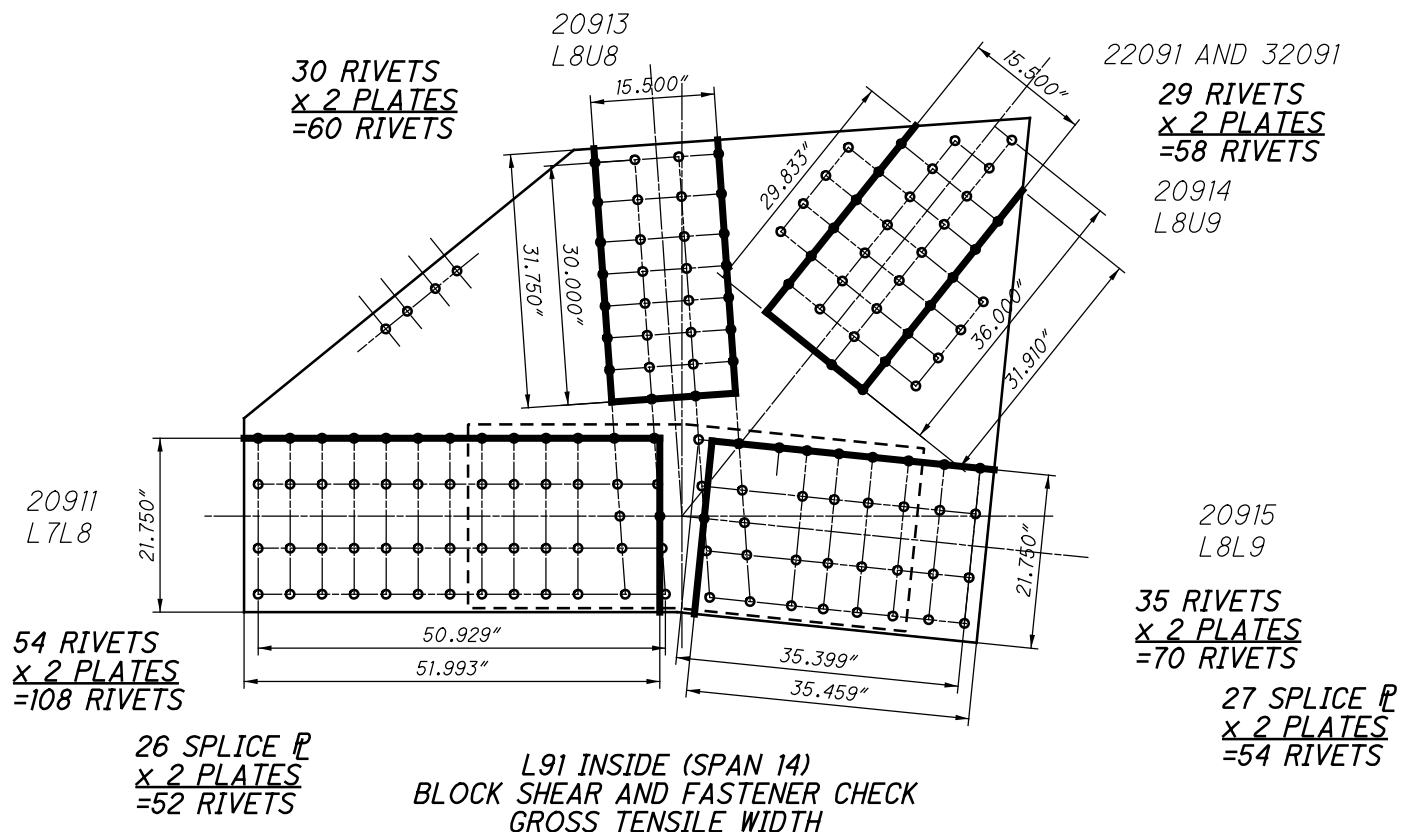 20913
L8U8
30 RIVETS
x 2 PLATES
=60 RIVETS
15.500"
15.500"
22091 AND 32091
29 RIVETS
x 2 PLATES
=58 RIVETS
20914
L8U9
29.833"
31.750"
30.000"
36.000"
31.910"
20911
L7L8
21.750"
21.750"
20915
L8L9
54 RIVETS
x 2 PLATES
=108 RIVETS
50.929"
51.993"
35.399"
35.459"
35 RIVETS
x 2 PLATES
=70 RIVETS
26 SPLICE PL
x 2 PLATES
=52 RIVETS
27 SPLICE PL
x 2 PLATES
=54 RIVETS
L91 INSIDE (SPAN 14)
BLOCK SHEAR AND FASTENER CHECK
GROSS TENSILE WIDTH